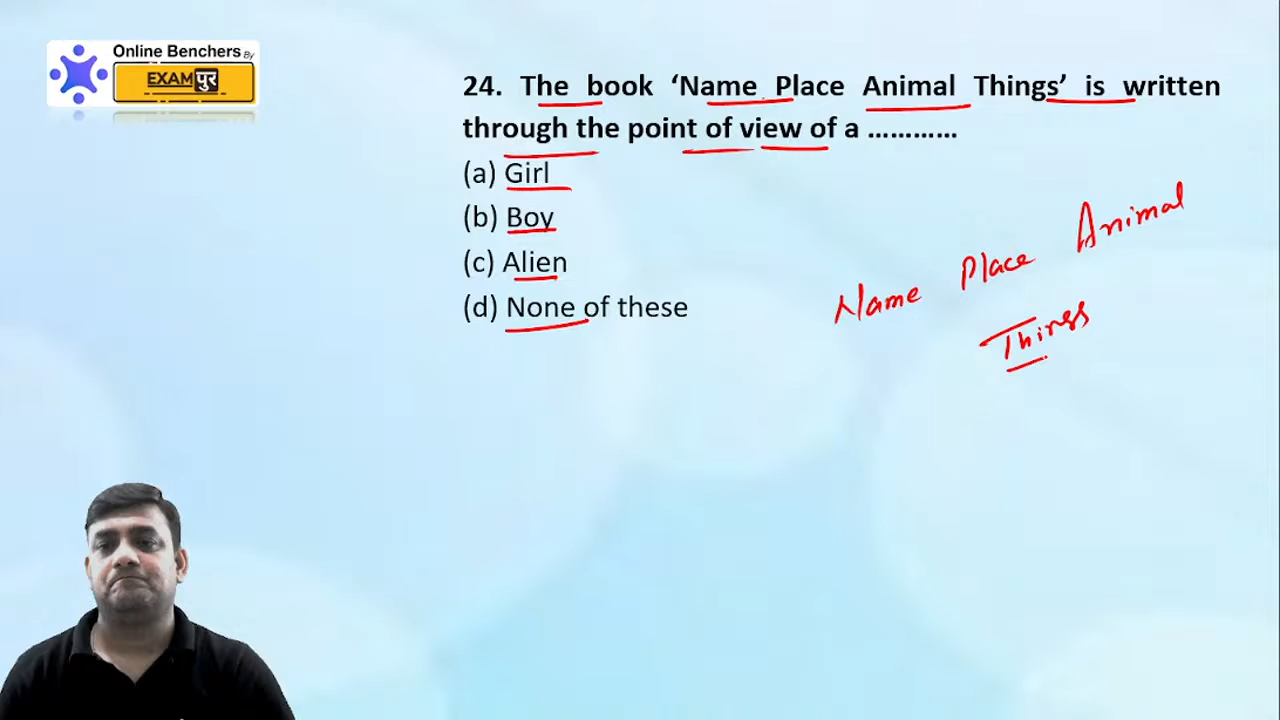 Online Benchers By
EXAMपुर
24. The book ‘Name Place Animal Things’ is written
through the point of view of a …………
(a) Girl
(b) Boy
(c) Alien
(d) None of these
Name Place Animal
Things